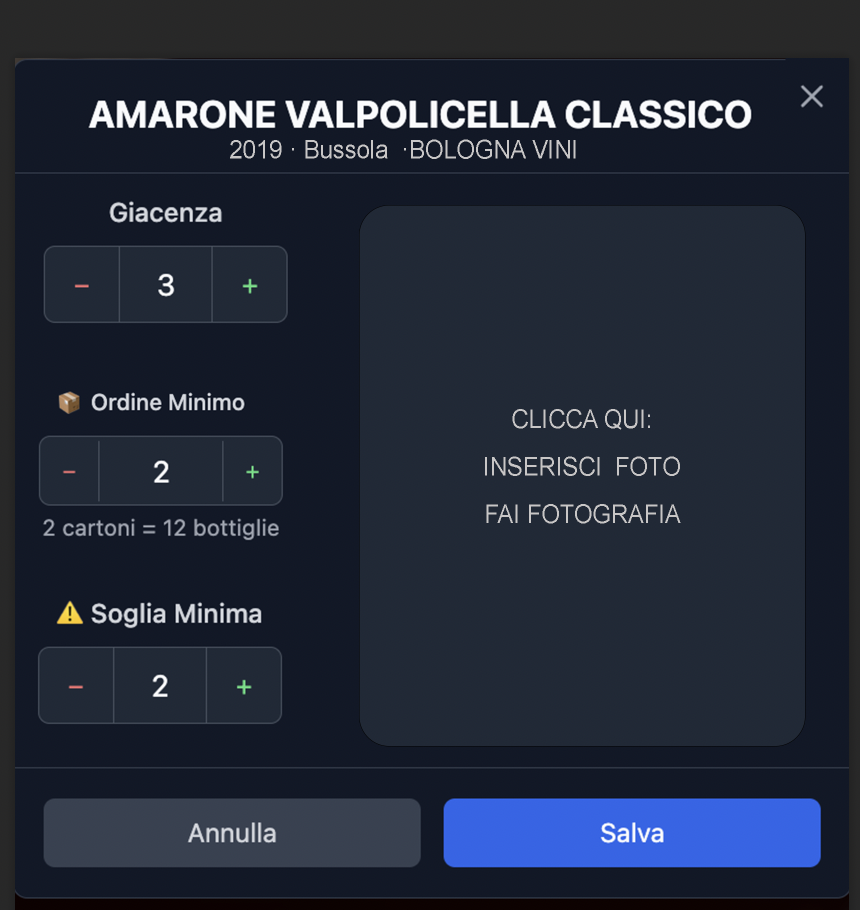 AMARONE VALPOLICELLA CLASSICO
2019 · Bussola ·BOLOGNA VINI
Giacenza
− 3 +
📦 Ordine Minimo
− 2 +
2 cartoni = 12 bottiglie
⚠️ Soglia Minima
− 2 +
CLICCA QUI:
INSERISCI FOTO
FAI FOTOGRAFIA
Annulla
Salva